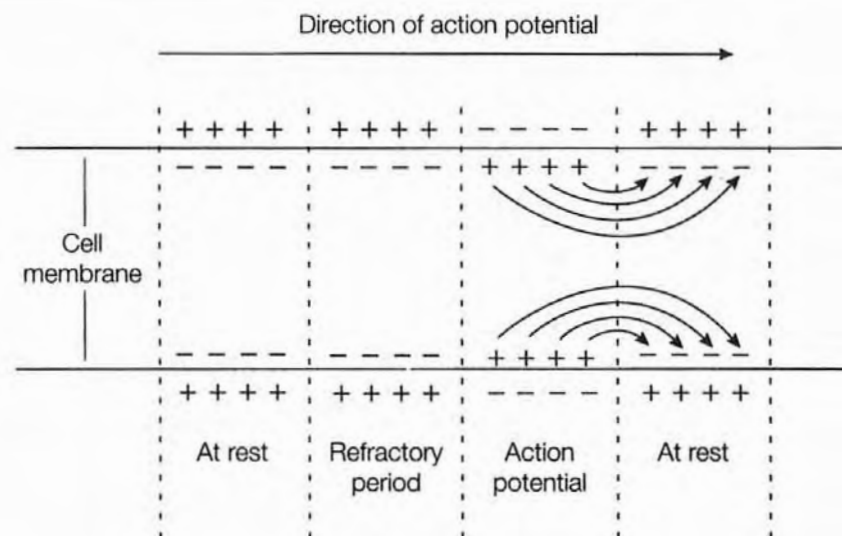 Direction of action potential
+ + + + + + + + – – – – + + + +
– – – – – – – – + + + + – – – –
Cell
membrane
– – – – – – – – + + + + – – – –
+ + + + + + + + – – – – + + + +
At rest Refractory Action At rest
period potential